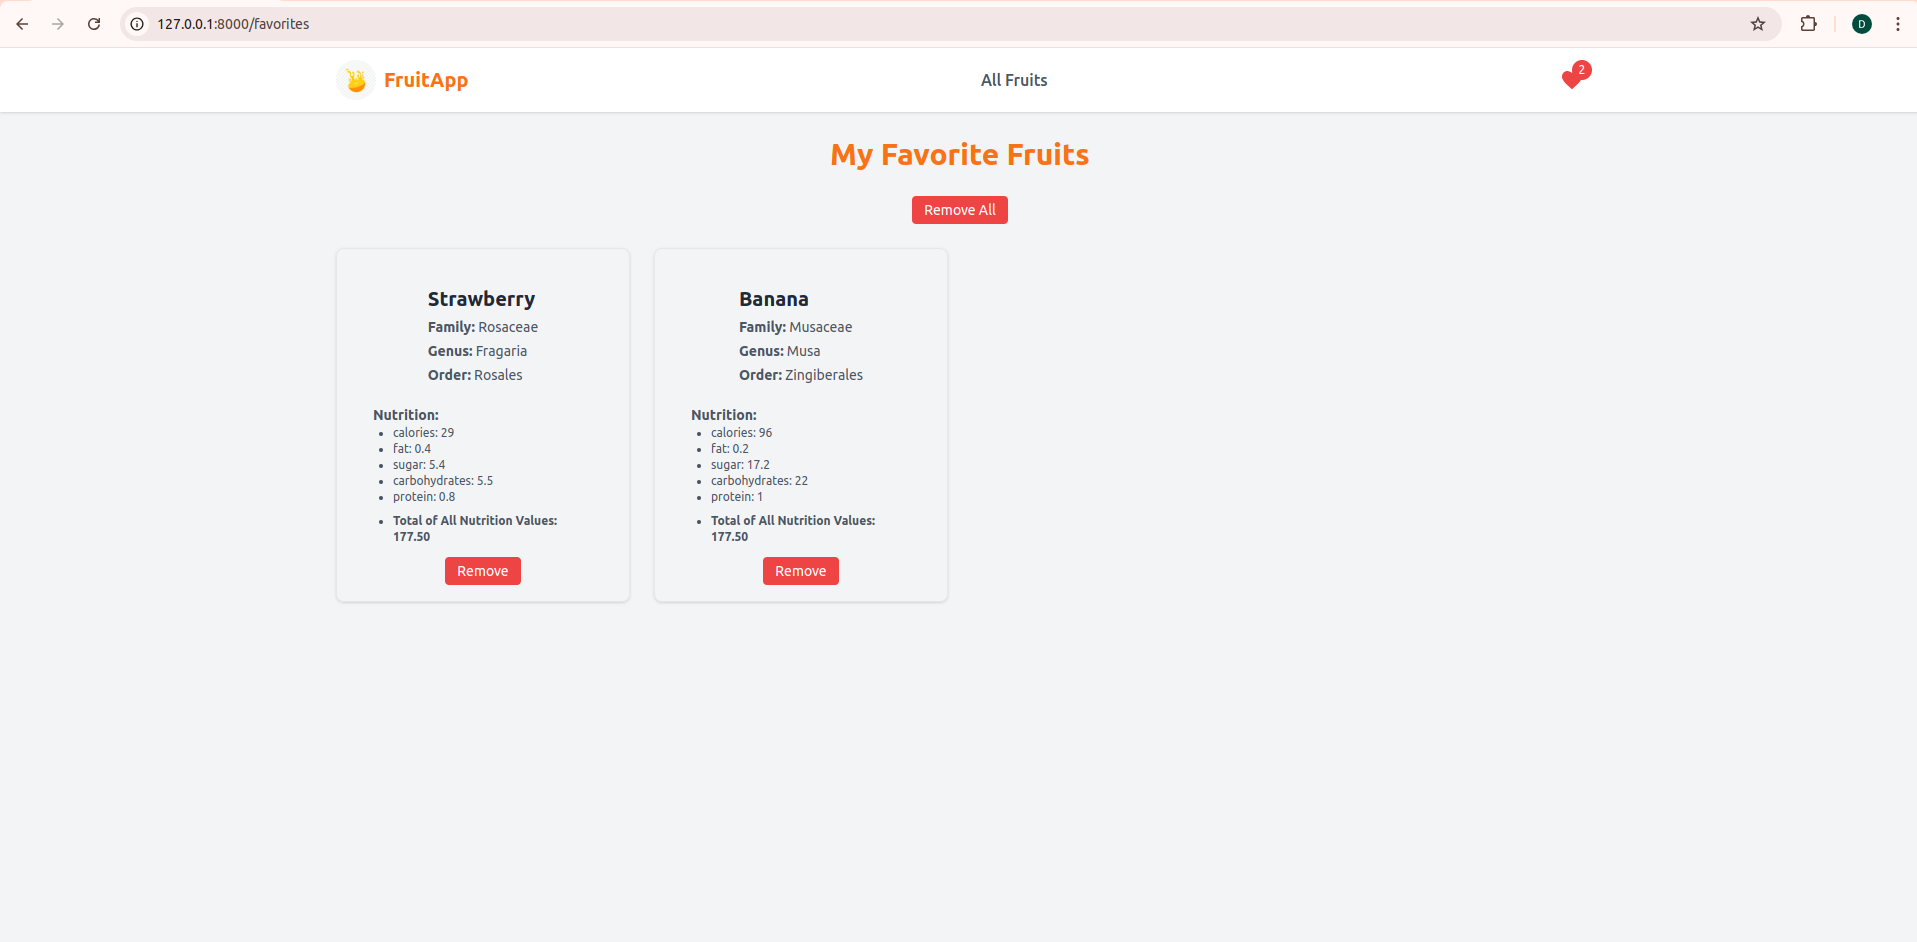 127.0.0.1:8000/favorites
D
FruitApp
All Fruits
2
My Favorite Fruits
Remove All
Strawberry
Family: Rosaceae
Genus: Fragaria
Order: Rosales
Nutrition:
calories: 29
fat: 0.4
sugar: 5.4
carbohydrates: 5.5
protein: 0.8
Total of All Nutrition Values:
177.50
Remove
Banana
Family: Musaceae
Genus: Musa
Order: Zingiberales
Nutrition:
calories: 96
fat: 0.2
sugar: 17.2
carbohydrates: 22
protein: 1
Total of All Nutrition Values:
177.50
Remove